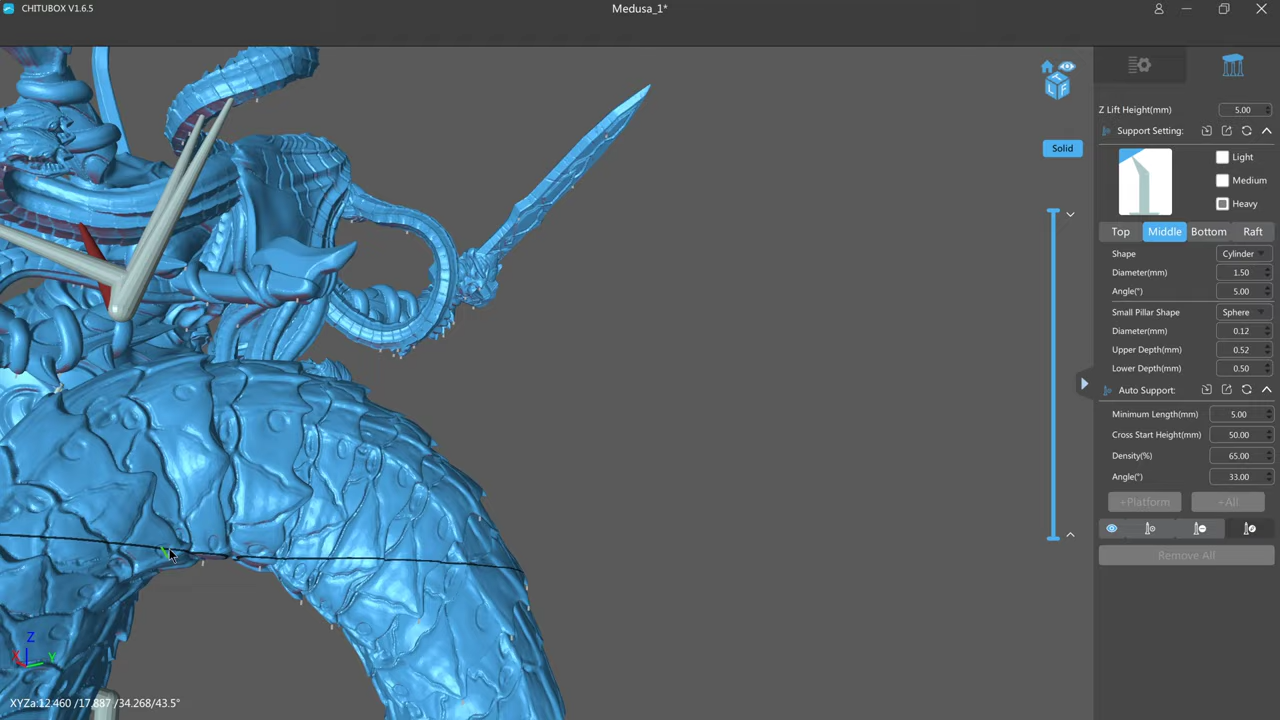 CHITUBOX V1.6.5
Medusa_1*
T
L F
Solid
Z Lift Height(mm) 5.00
Support Setting:
Light
Medium
Heavy
Top Middle Bottom Raft
Shape Cylinder
Diameter(mm) 1.50
Angle(°) 5.00
Small Pillar Shape Sphere
Diameter(mm) 0.12
Upper Depth(mm) 0.52
Lower Depth(mm) 0.50
Auto Support:
Minimum Length(mm) 5.00
Cross Start Height(mm) 50.00
Density(%) 65.00
Angle(°) 33.00
+Platform +All
Remove All
Z
X Y
XYZa:12.460 /17.887 /34.268/43.5°